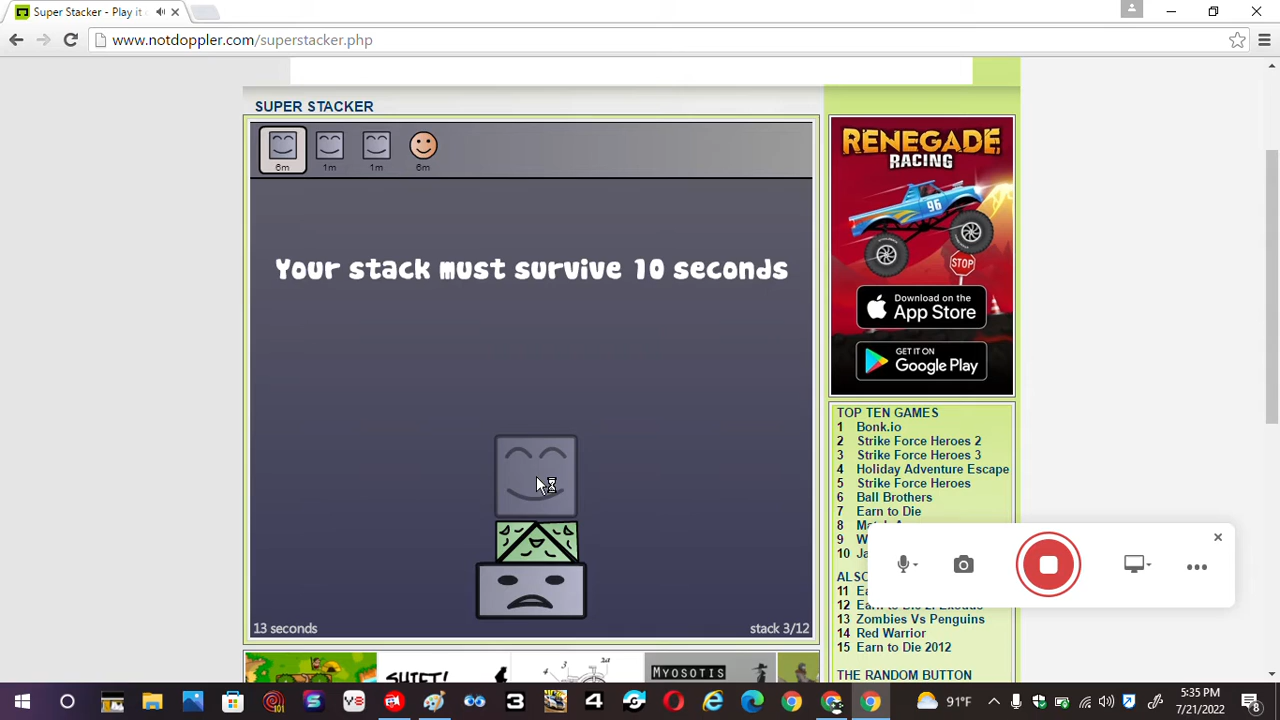 Super Stacker - Play it
www.notdoppler.com/superstacker.php
SUPER STACKER
6m
1m
1m
6m
Your stack must survive 10 seconds
13 seconds
stack 3/12
RENEGADE
RACING
96
STOP
Download on the
App Store
GET IT ON
Google Play
TOP TEN GAMES
1 Bonk.io
2 Strike Force Heroes 2
3 Strike Force Heroes 3
4 Holiday Adventure Escape
5 Strike Force Heroes
6 Ball Brothers
7 Earn to Die
8
9
10
ALSO
11
12
13 Zombies Vs Penguins
14 Red Warrior
15 Earn to Die 2012
THE RANDOM BUTTON
SHIFT!
MYOSOTIS
91°F
5:35 PM
7/21/2022